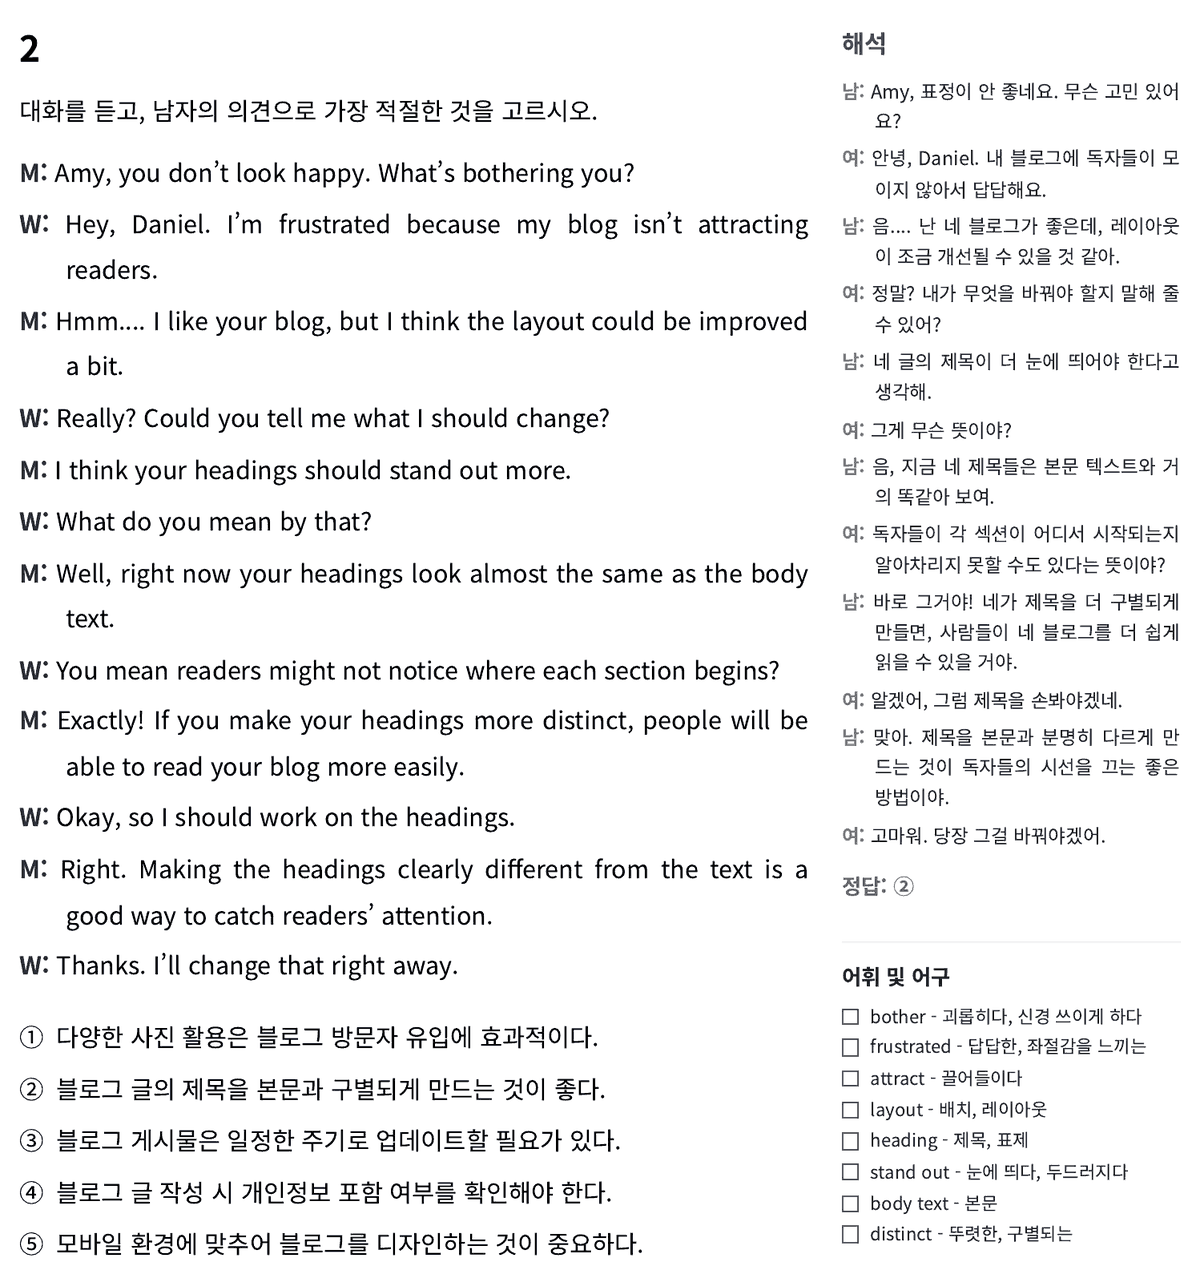 2
대화를 듣고, 남자의 의견으로 가장 적절한 것을 고르시오.
M: Amy, you don’t look happy. What’s bothering you?
W: Hey, Daniel. I’m frustrated because my blog isn’t attracting
readers.
M: Hmm.... I like your blog, but I think the layout could be improved
a bit.
W: Really? Could you tell me what I should change?
M: I think your headings should stand out more.
W: What do you mean by that?
M: Well, right now your headings look almost the same as the body
text.
W: You mean readers might not notice where each section begins?
M: Exactly! If you make your headings more distinct, people will be
able to read your blog more easily.
W: Okay, so I should work on the headings.
M: Right. Making the headings clearly different from the text is a
good way to catch readers’ attention.
W: Thanks. I’ll change that right away.
① 다양한 사진 활용은 블로그 방문자 유입에 효과적이다.
② 블로그 글의 제목을 본문과 구별되게 만드는 것이 좋다.
③ 블로그 게시물은 일정한 주기로 업데이트할 필요가 있다.
④ 블로그 글 작성 시 개인정보 포함 여부를 확인해야 한다.
⑤ 모바일 환경에 맞추어 블로그를 디자인하는 것이 중요하다.
해석
남: Amy, 표정이 안 좋네요. 무슨 고민 있어
요?
여: 안녕, Daniel. 내 블로그에 독자들이 모
이지 않아서 답답해요.
남: 음.... 난 네 블로그가 좋은데, 레이아웃
이 조금 개선될 수 있을 것 같아.
여: 정말? 내가 무엇을 바꿔야 할지 말해 줄
수 있어?
남: 네 글의 제목이 더 눈에 띄어야 한다고
생각해.
여: 그게 무슨 뜻이야?
남: 음, 지금 네 제목들은 본문 텍스트와 거
의 똑같아 보여.
여: 독자들이 각 섹션이 어디서 시작되는지
알아차리지 못할 수도 있다는 뜻이야?
남: 바로 그거야! 네가 제목을 더 구별되게
만들면, 사람들이 네 블로그를 더 쉽게
읽을 수 있을 거야.
여: 알겠어, 그럼 제목을 손봐야겠네.
남: 맞아. 제목을 본문과 분명히 다르게 만
드는 것이 독자들의 시선을 끄는 좋은
방법이야.
여: 고마워. 당장 그걸 바꿔야겠어.
정답: ②
어휘 및 어구
□ bother - 괴롭히다, 신경 쓰이게 하다
□ frustrated - 답답한, 좌절감을 느끼는
□ attract - 끌어들이다
□ layout - 배치, 레이아웃
□ heading - 제목, 표제
□ stand out - 눈에 띄다, 두드러지다
□ body text - 본문
□ distinct - 뚜렷한, 구별되는